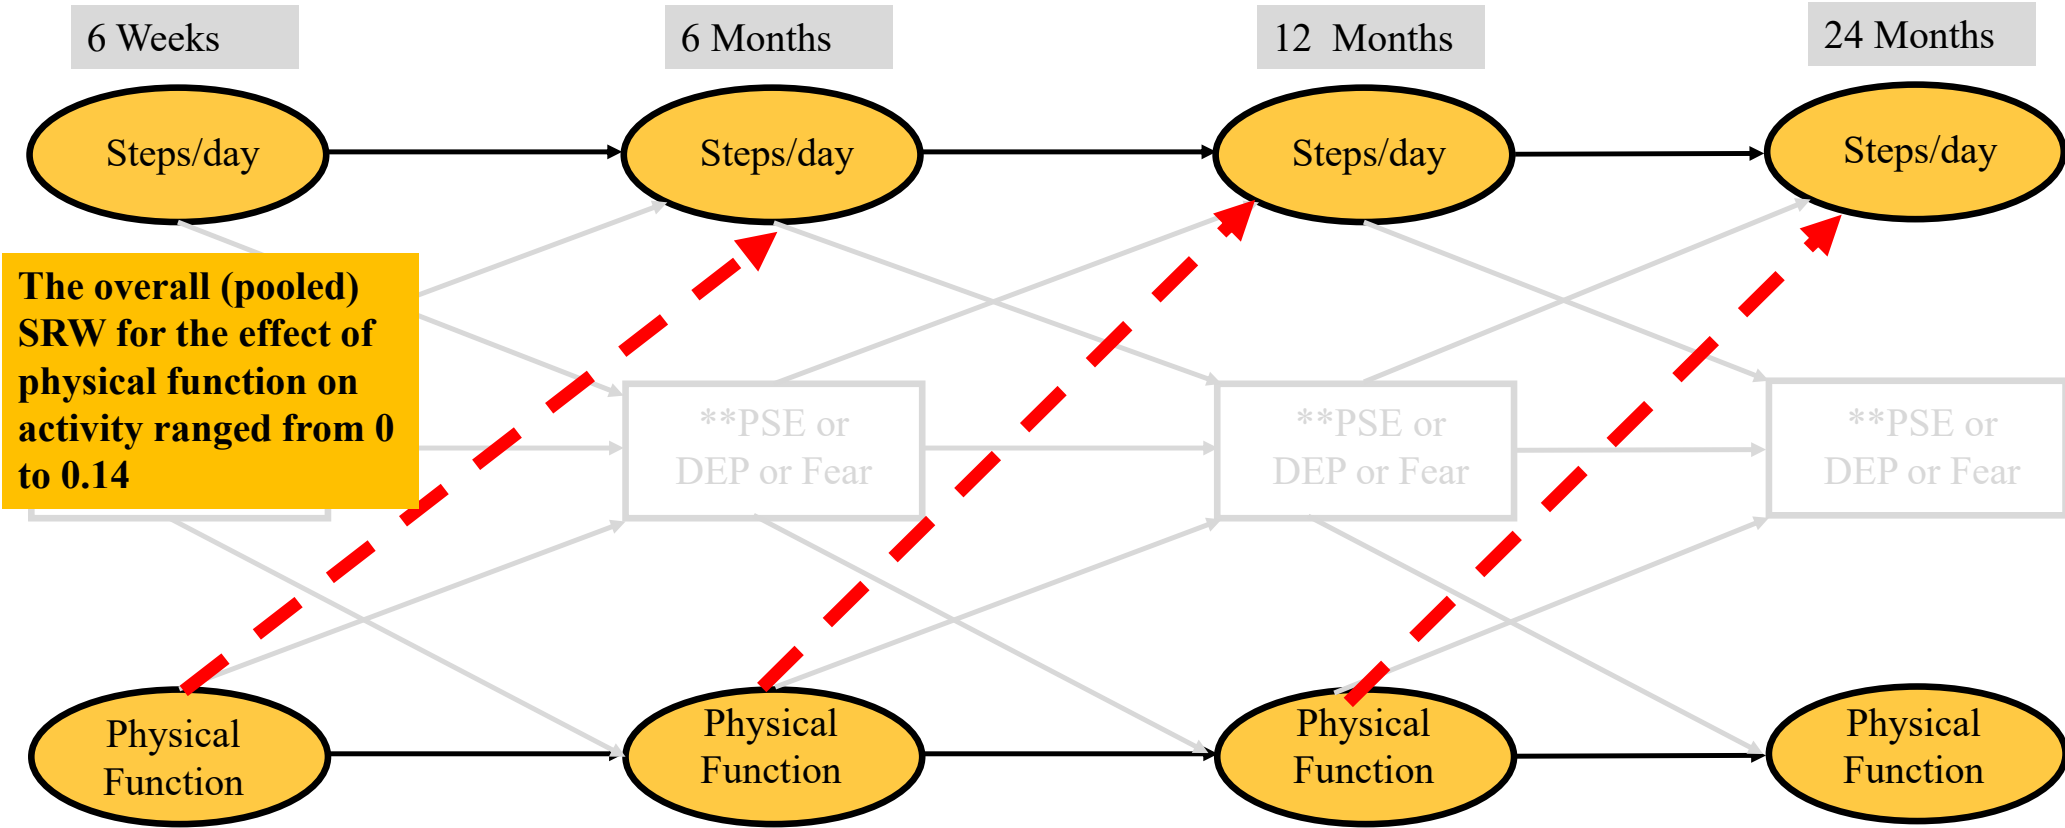 6 Weeks
6 Months
12 Months
24 Months
Steps/day
Steps/day
Steps/day
Steps/day
The overall (pooled)
SRW for the effect of
physical function on
activity ranged from 0
to 0.14
**PSE or
DEP or Fear
**PSE or
DEP or Fear
**PSE or
DEP or Fear
Physical
Function
Physical
Function
Physical
Function
Physical
Function